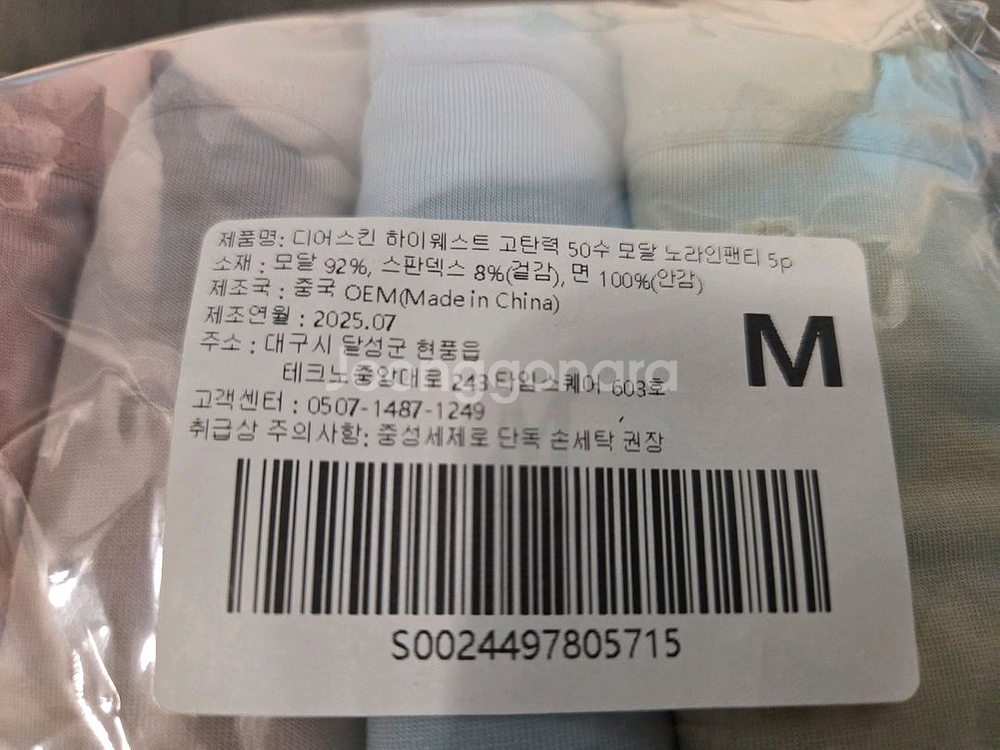 제품명: 디어스킨 하이웨스트 고탄력 50수 모달 노라인팬티 5p
소재 : 모달 92%, 스판덱스 8%(겉감), 면 100%(안감)
제조국 : 중국 OEM(Made in China)
제조연월 : 2025.07
주소 : 대구시 달성군 현풍읍
테크노중앙대로 243 타임스퀘어 603호
고객센터 : 0507-1487-1249
취급상 주의사항: 중성세제로 단독 손세탁 권장
M
Joonggonara
S0024497805715